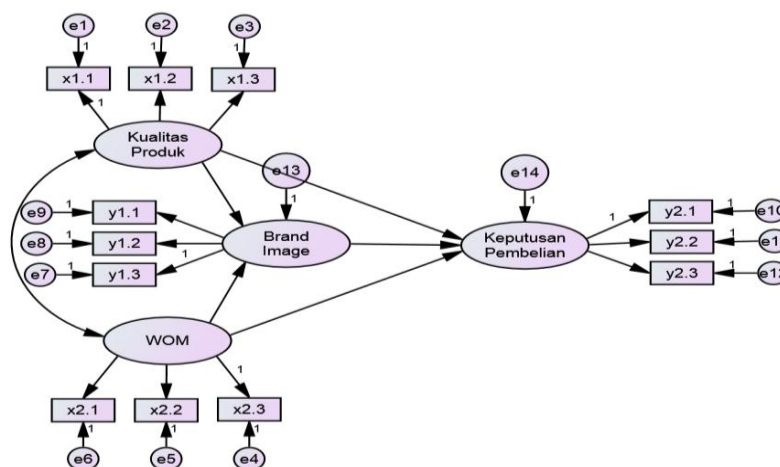 e1
e2
e3
1
1
1
x1.1
x1.2
x1.3
1
Kualitas
Produk
e13
e14
1
1
e9
1
y1.1
e8
1
y1.2
e7
1
y1.3
1
Brand
Image
Keputusan
Pembelian
1
y2.1
1
e10
y2.2
1
y2.3
1
WOM
1
x2.1
x2.2
x2.3
1
1
1
e6
e5
e4